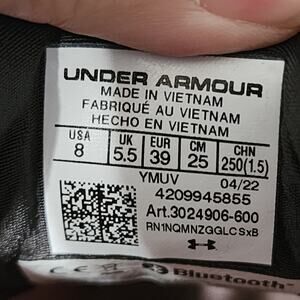 UNDER ARMOUR
MADE IN VIETNAM
FABRIQUÉ AU VIETNAM
HECHO EN VIETNAM
USA UK EUR CM CHN
8 5.5 39 25 250(1.5)
YMUV 04/22
4209945855
Art.3024906-600
RN1NQMNZGGLCSxB
CE Bluetooth